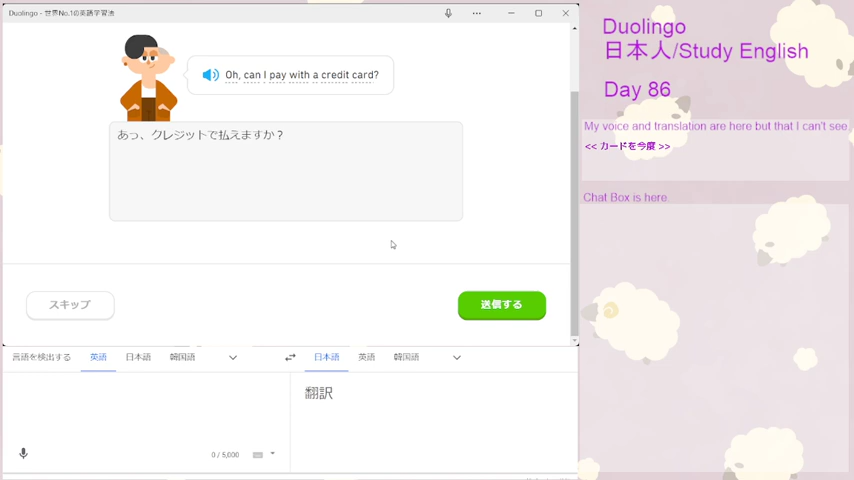 Duolingo - 世界No.1の英語学習法
Oh, can I pay with a credit card?
あっ、クレジットで払えますか？
スキップ
送信する
言語を検出する 英語 日本語 韓国語
日本語 英語 韓国語
翻訳
0 / 5,000
Duolingo
日本人/Study English
Day 86
My voice and translation are here but that I can't see
<< カードを今度 >>
Chat Box is here.